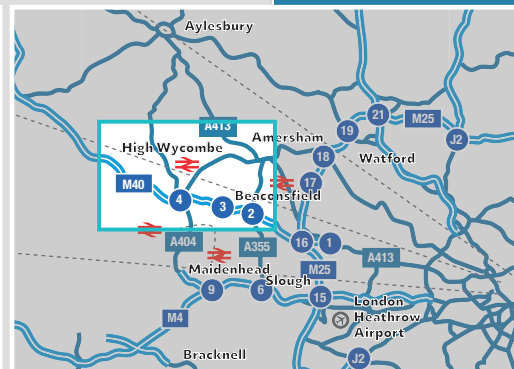 Aylesbury
A413
21
M25
19
Amersham
J2
High Wycombe
18
Watford
M40
17
Beaconsfield
4
3
2
A404
A355
16
1
A413
Maidenhead
M25
Slough
9
6
15
London
Heathrow
Airport
M4
Bracknell
J2